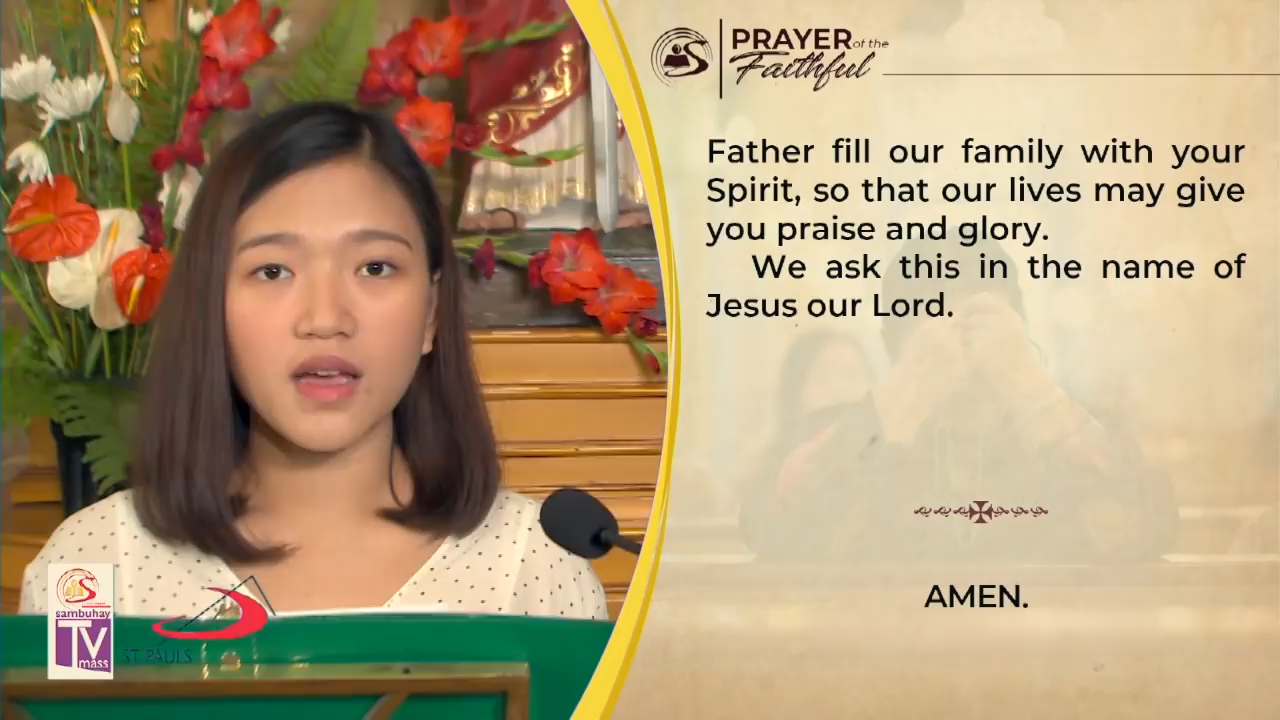 PRAYER of the
Faithful
Father fill our family with your
Spirit, so that our lives may give
you praise and glory.
We ask this in the name of
Jesus our Lord.
AMEN.
sambuhay
TV
mass
ST PAULS